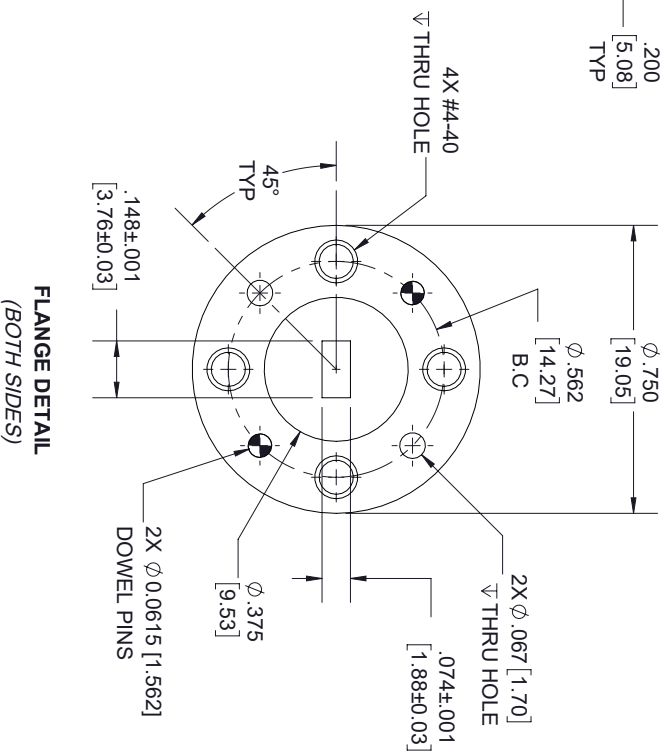 .200
[5.08]
TYP
4X #4-40
↧ THRU HOLE
45°
TYP
.148±.001
[3.76±0.03]
FLANGE DETAIL
(BOTH SIDES)
Ø .750
[19.05]
Ø .562
[14.27]
B.C
2X Ø .067 [1.70]
↧ THRU HOLE
.074±.001
[1.88±0.03]
Ø .375
[9.53]
2X Ø 0.0615 [1.562]
DOWEL PINS